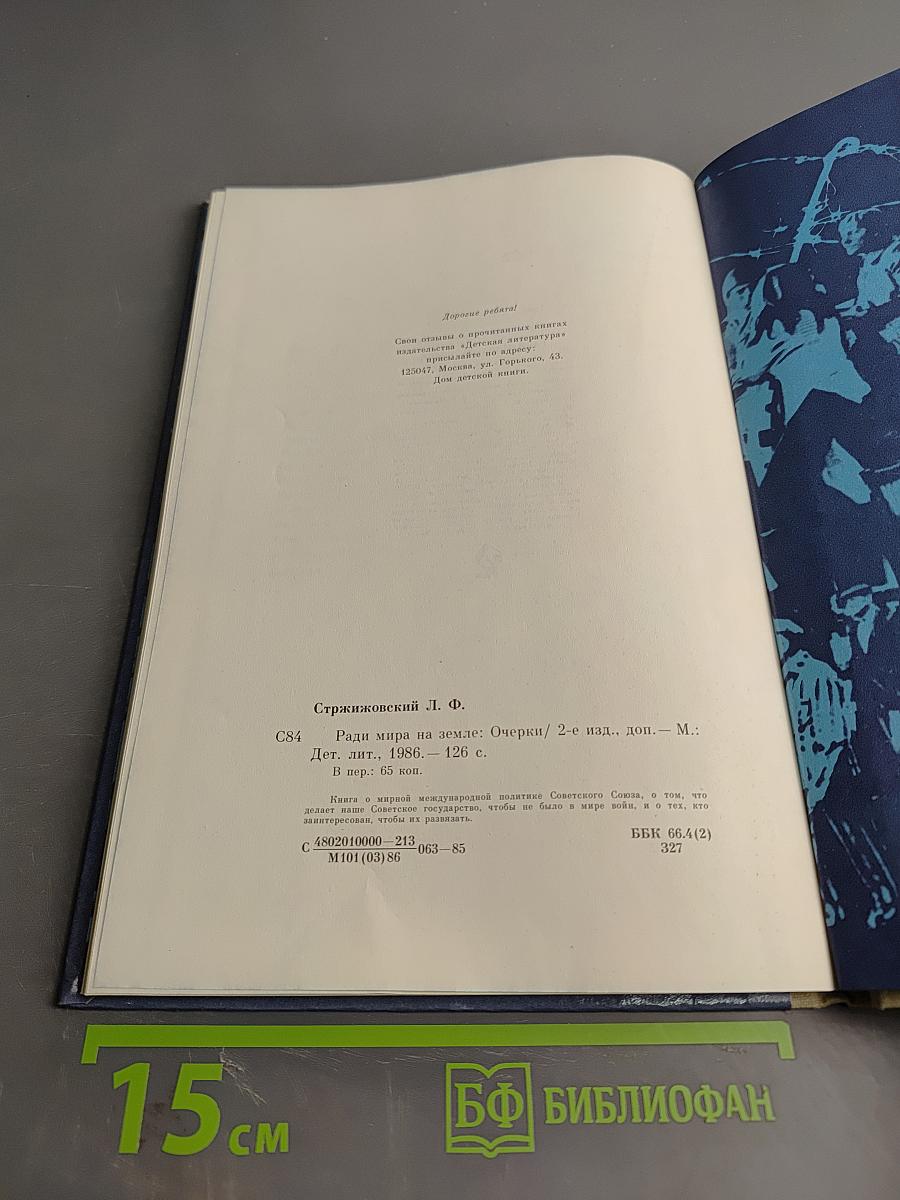 Дорогие ребята!
Свои отзывы о прочитанных книгах
издательства «Детская литература»
присылайте по адресу:
125047, Москва, ул. Горького, 43.
Дом детской книги.
Стржижовский Л. Ф.
С84 Ради мира на земле: Очерки/ 2-е изд., доп.— М.:
Дет. лит., 1986.— 126 с.
В пер.: 65 коп.
Книга о мирной международной политике Советского Союза, о том, что
делает наше Советское государство, чтобы не было в мире войн, и о тех, кто
заинтересован, чтобы их развязать.
С 4802010000—213 063—85
М101(03)86
ББК 66.4(2)
327
15 см
БФ БИБЛИОФАН